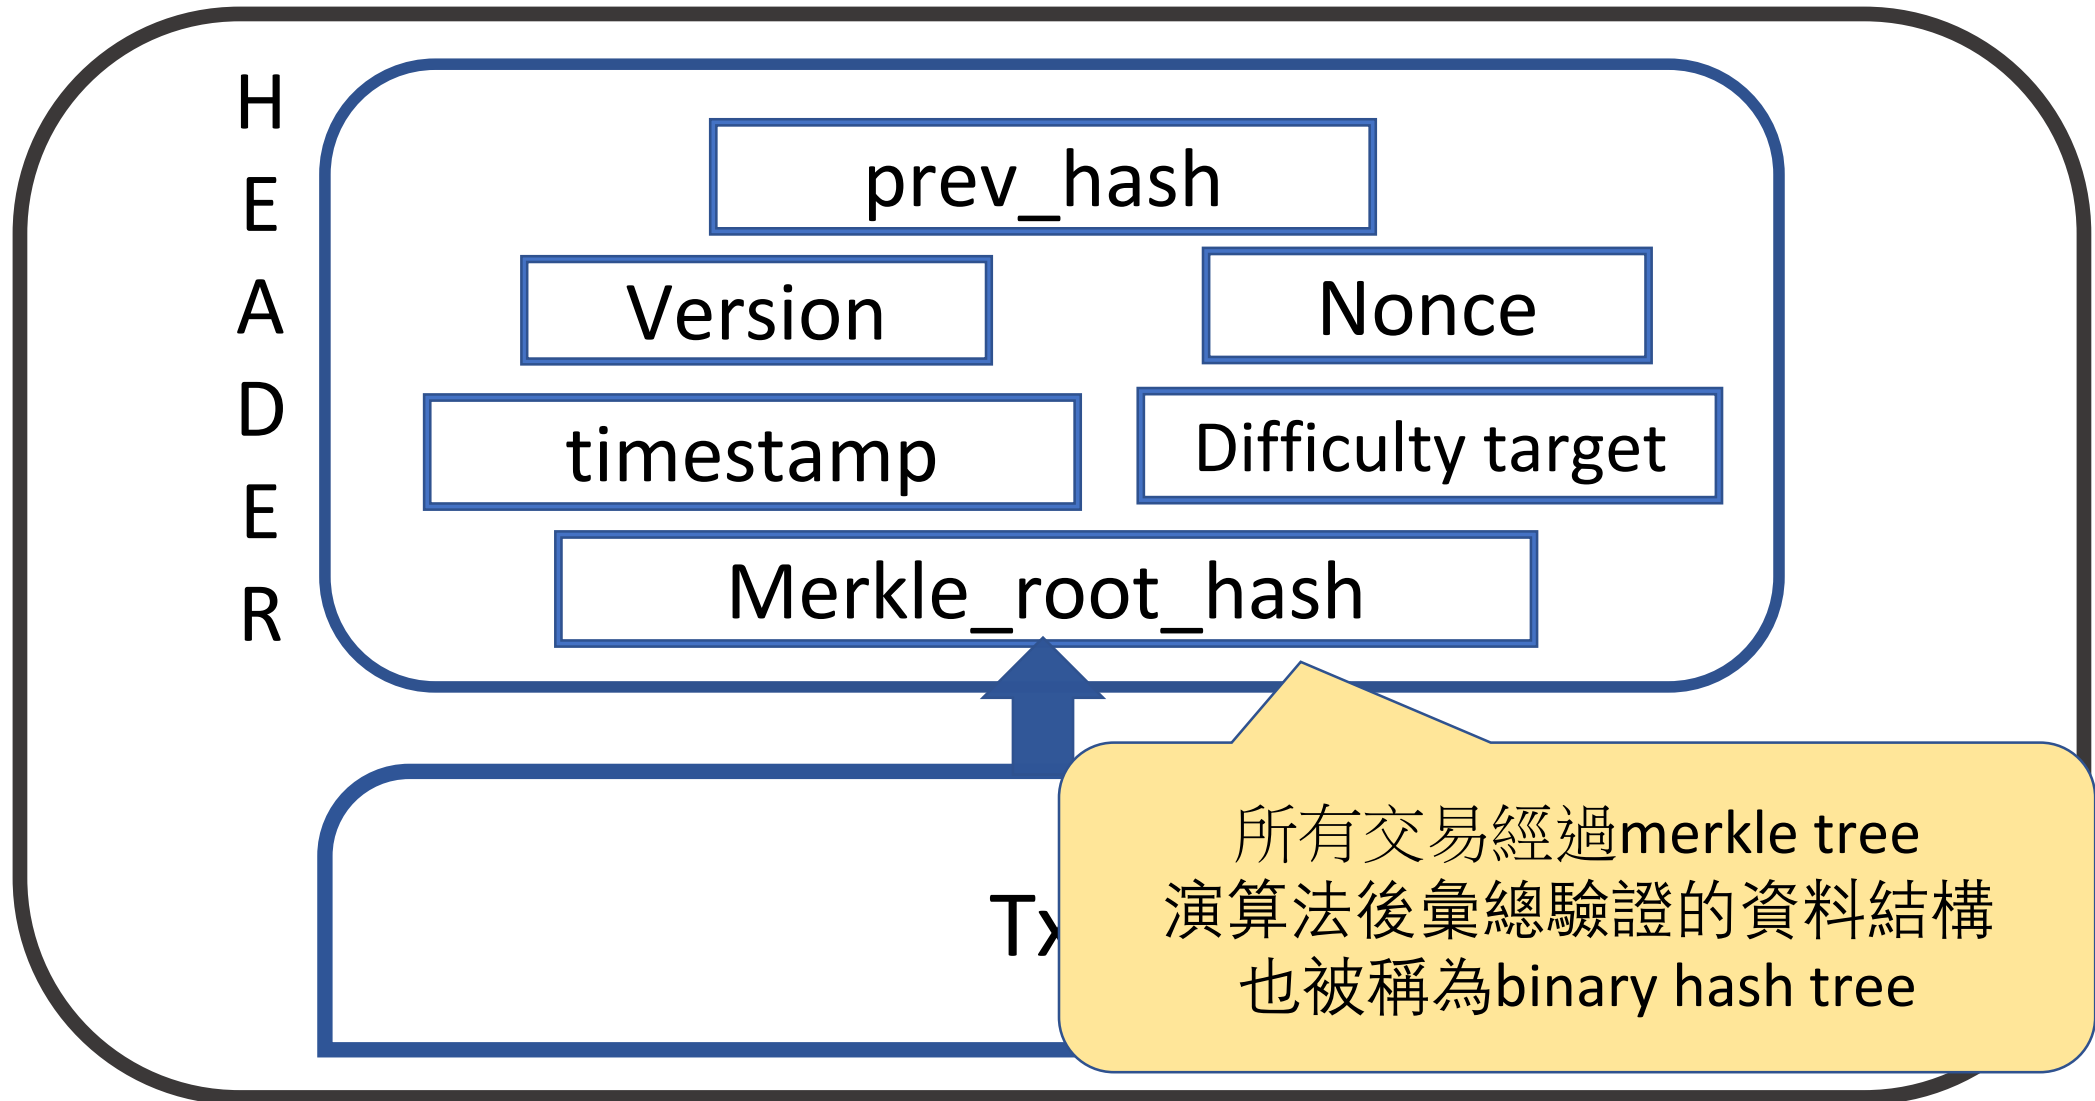 HEADER
prev_hash
Version
Nonce
timestamp
Difficulty target
Merkle_root_hash
所有交易經過merkle tree
演算法後彙總驗證的資料結構
也被稱為binary hash tree
Tx